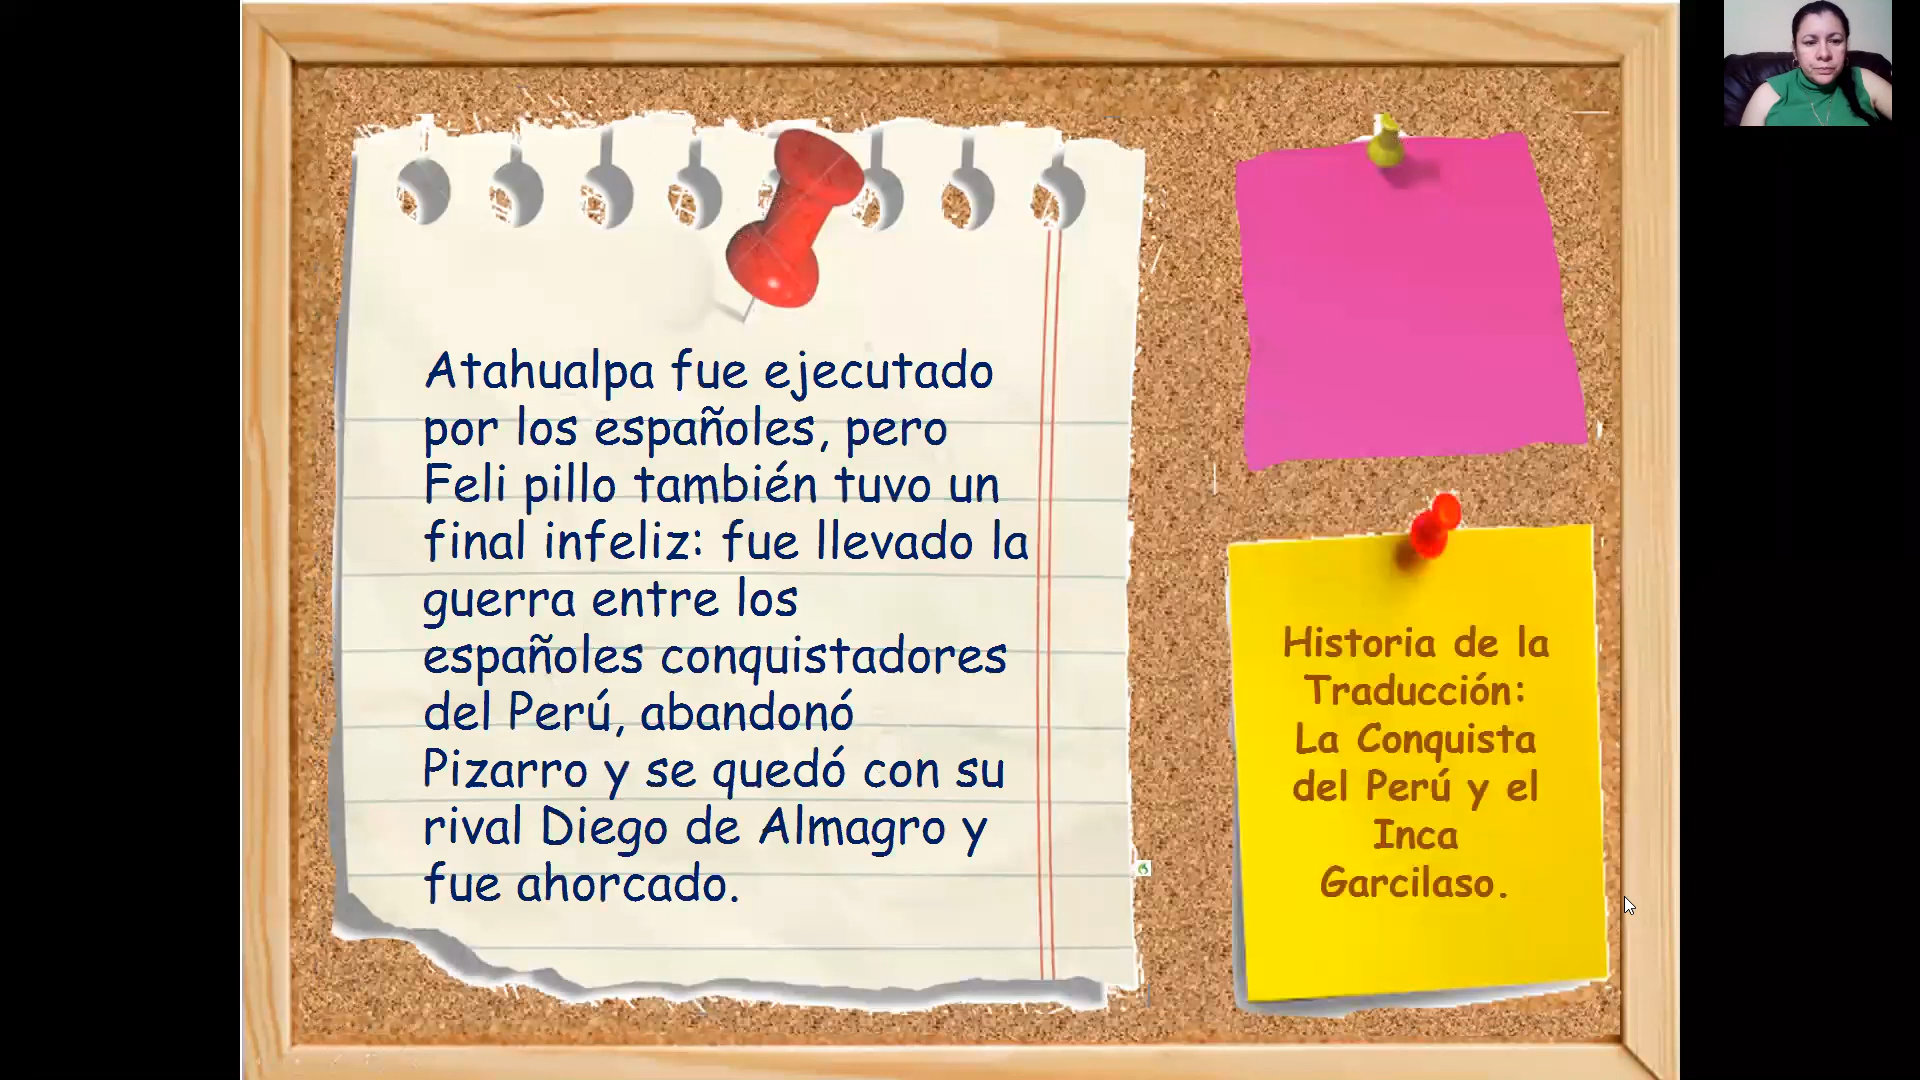 Atahualpa fue ejecutado
por los españoles, pero
Feli pillo también tuvo un
final infeliz: fue llevado la
guerra entre los
españoles conquistadores
del Perú, abandonó
Pizarro y se quedó con su
rival Diego de Almagro y
fue ahorcado.
Historia de la
Traducción:
La Conquista
del Perú y el
Inca
Garcilaso.